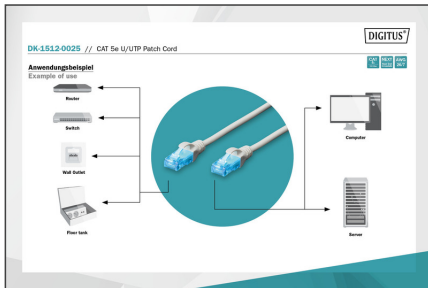 DIGITUS®
DK-1512-0025 // CAT 5e U/UTP Patch Cord
Anwendungsbeispiel
Example of use
Router
Switch
Wall Outlet
Floor tank
Computer
Server